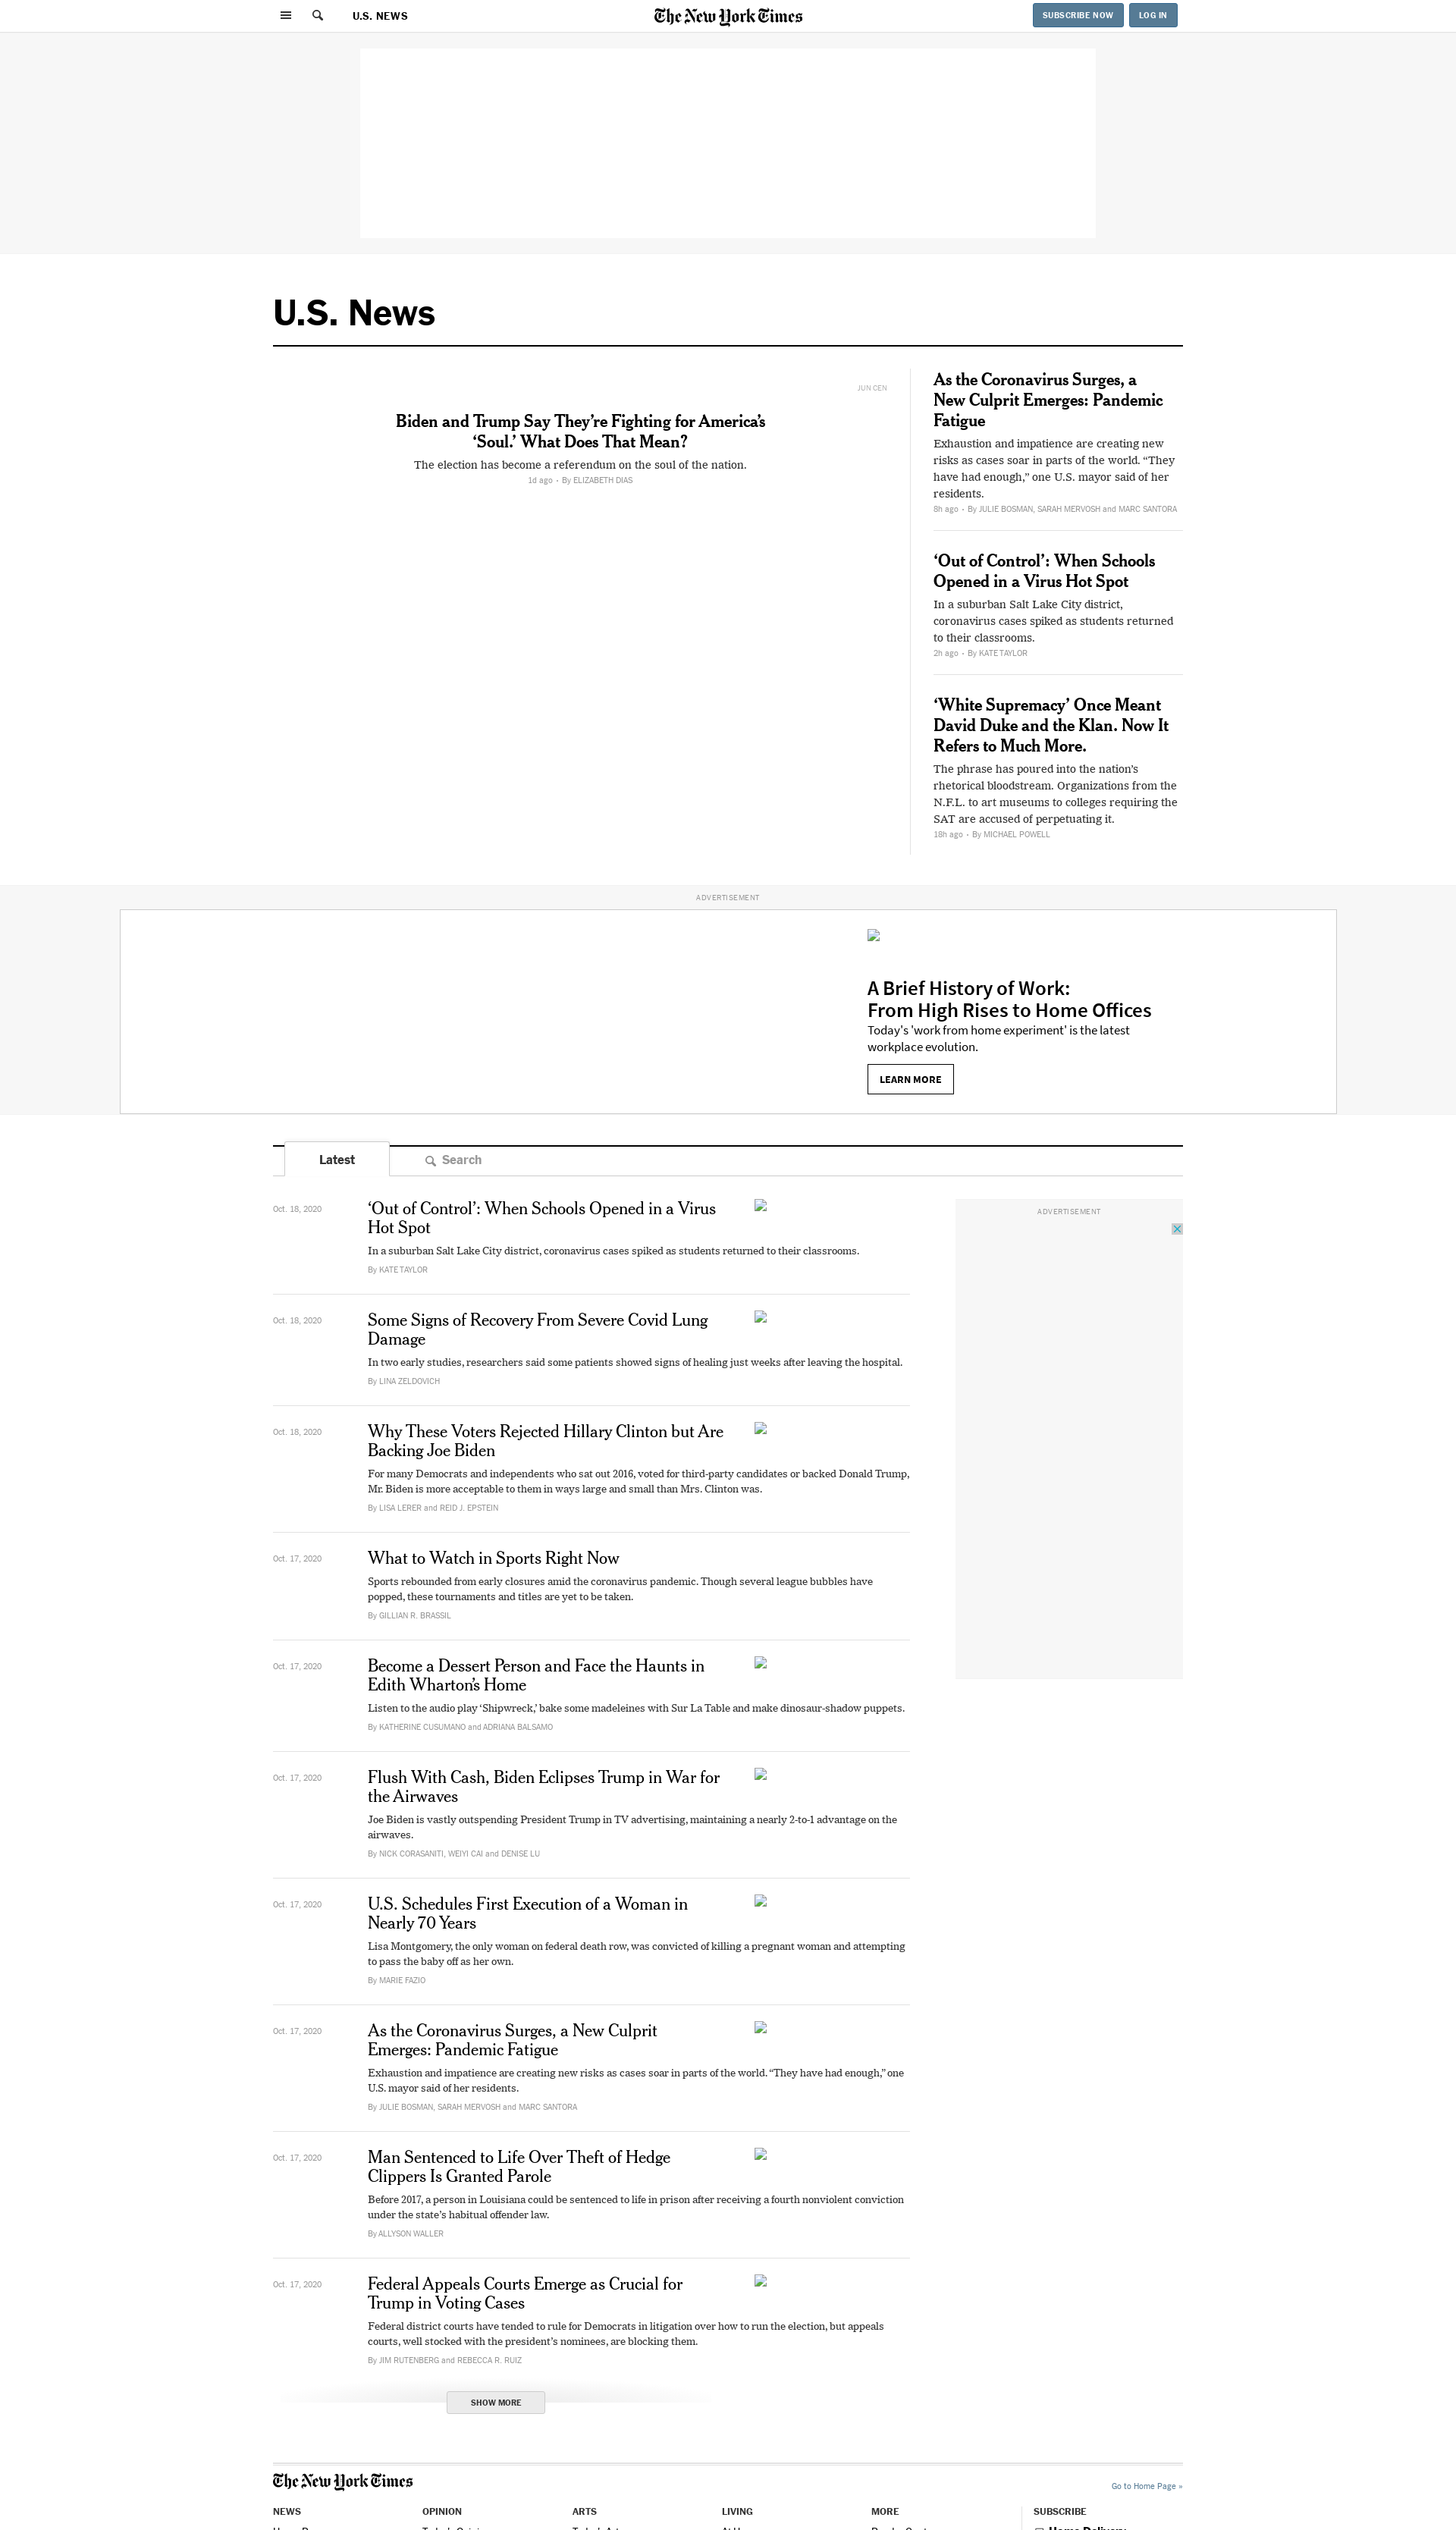 U.S. NEWS
The New York Times
SUBSCRIBE NOW
LOG IN
U.S. News
JUN CEN
Biden and Trump Say They’re Fighting for America’s
‘Soul.’ What Does That Mean?
The election has become a referendum on the soul of the nation.
1d ago • By ELIZABETH DIAS
As the Coronavirus Surges, a
New Culprit Emerges: Pandemic
Fatigue
Exhaustion and impatience are creating new
risks as cases soar in parts of the world. “They
have had enough,” one U.S. mayor said of her
residents.
8h ago • By JULIE BOSMAN, SARAH MERVOSH and MARC SANTORA
‘Out of Control’: When Schools
Opened in a Virus Hot Spot
In a suburban Salt Lake City district,
coronavirus cases spiked as students returned
to their classrooms.
2h ago • By KATE TAYLOR
‘White Supremacy’ Once Meant
David Duke and the Klan. Now It
Refers to Much More.
The phrase has poured into the nation’s
rhetorical bloodstream. Organizations from the
N.F.L. to art museums to colleges requiring the
SAT are accused of perpetuating it.
18h ago • By MICHAEL POWELL
ADVERTISEMENT
A Brief History of Work:
From High Rises to Home Offices
Today's 'work from home experiment' is the latest
workplace evolution.
LEARN MORE
Latest
Search
ADVERTISEMENT
Oct. 18, 2020
‘Out of Control’: When Schools Opened in a Virus
Hot Spot
In a suburban Salt Lake City district, coronavirus cases spiked as students returned to their classrooms.
By KATE TAYLOR
Oct. 18, 2020
Some Signs of Recovery From Severe Covid Lung
Damage
In two early studies, researchers said some patients showed signs of healing just weeks after leaving the hospital.
By LINA ZELDOVICH
Oct. 18, 2020
Why These Voters Rejected Hillary Clinton but Are
Backing Joe Biden
For many Democrats and independents who sat out 2016, voted for third-party candidates or backed Donald Trump,
Mr. Biden is more acceptable to them in ways large and small than Mrs. Clinton was.
By LISA LERER and REID J. EPSTEIN
Oct. 17, 2020
What to Watch in Sports Right Now
Sports rebounded from early closures amid the coronavirus pandemic. Though several league bubbles have
popped, these tournaments and titles are yet to be taken.
By GILLIAN R. BRASSIL
Oct. 17, 2020
Become a Dessert Person and Face the Haunts in
Edith Wharton’s Home
Listen to the audio play ‘Shipwreck,’ bake some madeleines with Sur La Table and make dinosaur-shadow puppets.
By KATHERINE CUSUMANO and ADRIANA BALSAMO
Oct. 17, 2020
Flush With Cash, Biden Eclipses Trump in War for
the Airwaves
Joe Biden is vastly outspending President Trump in TV advertising, maintaining a nearly 2-to-1 advantage on the
airwaves.
By NICK CORASANITI, WEIYI CAI and DENISE LU
Oct. 17, 2020
U.S. Schedules First Execution of a Woman in
Nearly 70 Years
Lisa Montgomery, the only woman on federal death row, was convicted of killing a pregnant woman and attempting
to pass the baby off as her own.
By MARIE FAZIO
Oct. 17, 2020
As the Coronavirus Surges, a New Culprit
Emerges: Pandemic Fatigue
Exhaustion and impatience are creating new risks as cases soar in parts of the world. “They have had enough,” one
U.S. mayor said of her residents.
By JULIE BOSMAN, SARAH MERVOSH and MARC SANTORA
Oct. 17, 2020
Man Sentenced to Life Over Theft of Hedge
Clippers Is Granted Parole
Before 2017, a person in Louisiana could be sentenced to life in prison after receiving a fourth nonviolent conviction
under the state’s habitual offender law.
By ALLYSON WALLER
Oct. 17, 2020
Federal Appeals Courts Emerge as Crucial for
Trump in Voting Cases
Federal district courts have tended to rule for Democrats in litigation over how to run the election, but appeals
courts, well stocked with the president’s nominees, are blocking them.
By JIM RUTENBERG and REBECCA R. RUIZ
SHOW MORE
The New York Times
Go to Home Page »
NEWS
OPINION
ARTS
LIVING
MORE
SUBSCRIBE
Home Delivery